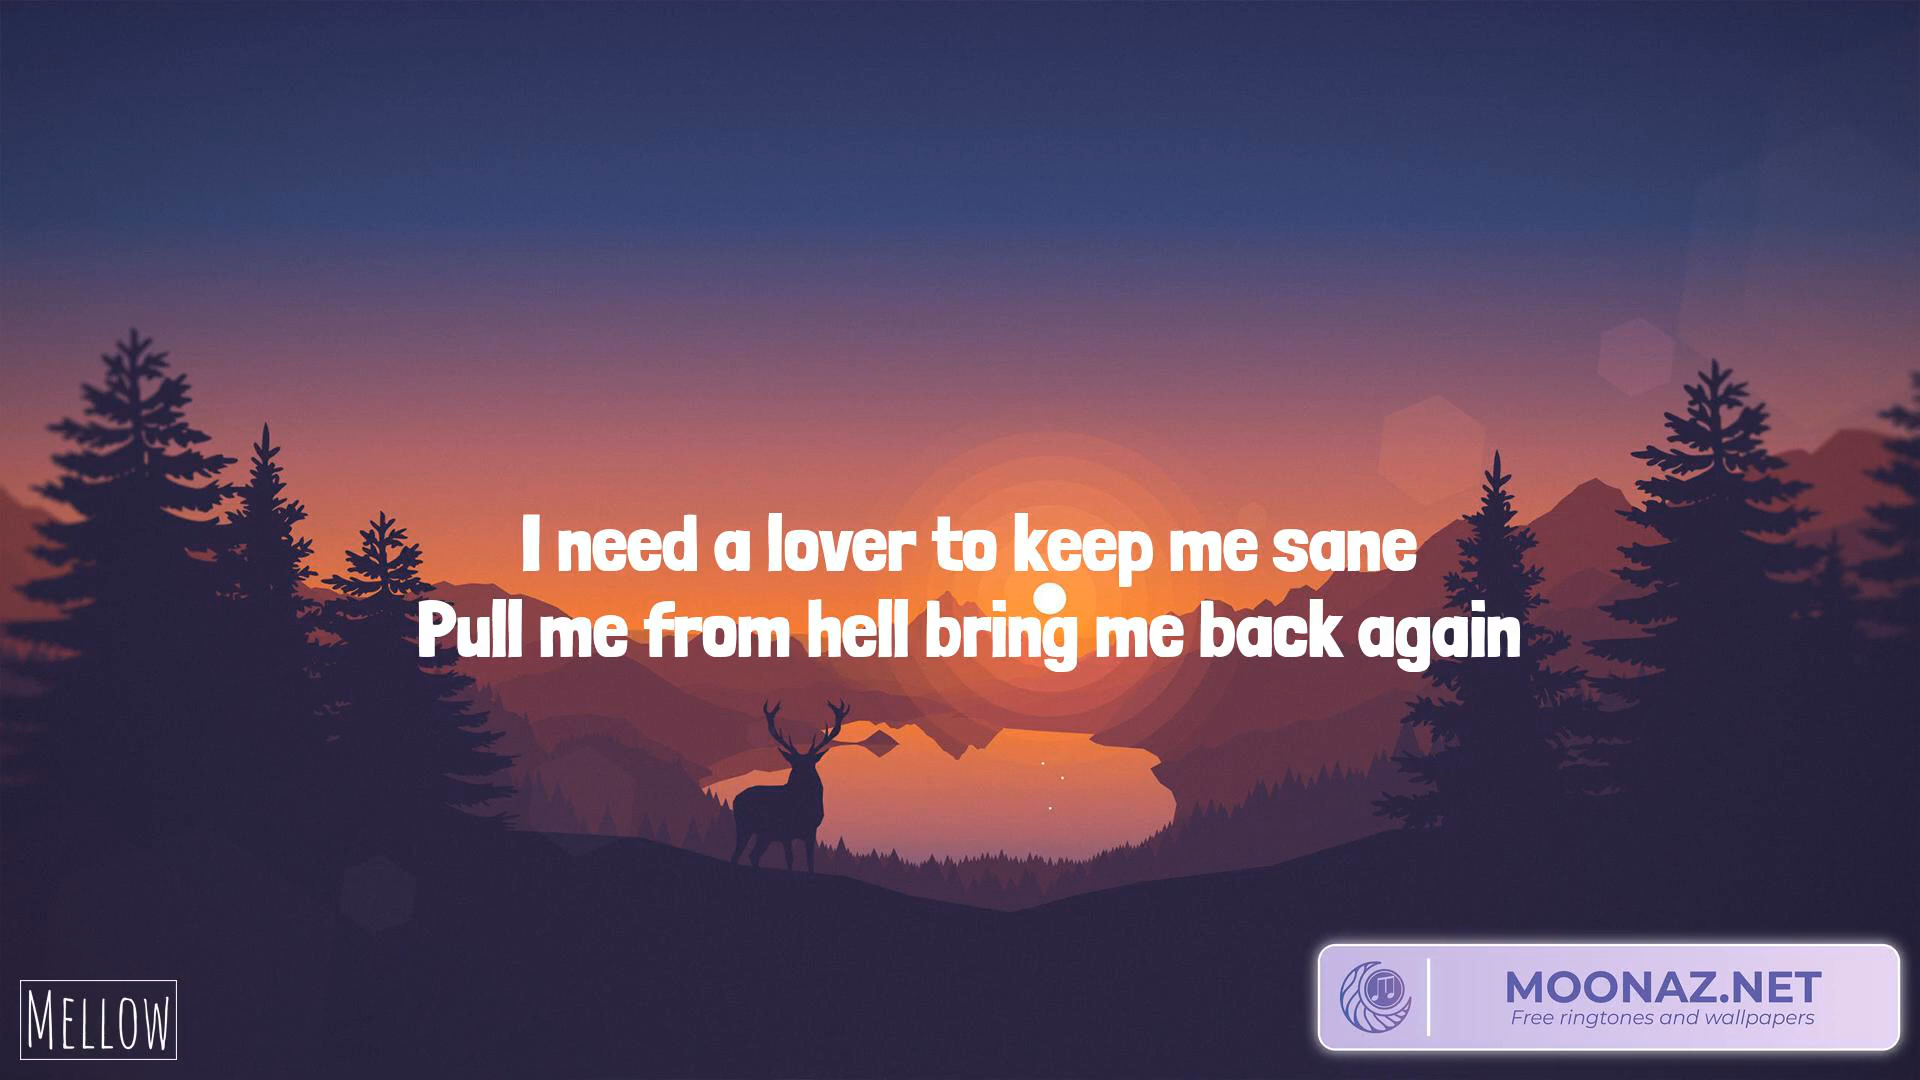 I need a lover to keep me sane
Pull me from hell bring me back again
MELLOW
MOONAZ.NET
Free ringtones and wallpapers